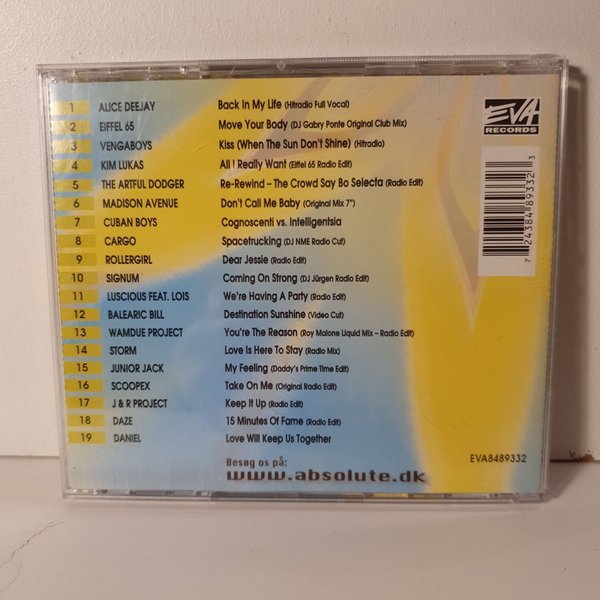 1 ALICE DEEJAY Back In My Life (Hitradio Full Vocal)
2 EIFFEL 65 Move Your Body (DJ Gabry Ponte Original Club Mix)
3 VENGABOYS Kiss (When The Sun Don't Shine) (Hitradio)
4 KIM LUKAS All I Really Want (Eiffel 65 Radio Edit)
5 THE ARTFUL DODGER Re-Rewind – The Crowd Say Bo Selecta (Radio Edit)
6 MADISON AVENUE Don't Call Me Baby (Original Mix 7")
7 CUBAN BOYS Cognoscenti vs. Intelligentsia
8 CARGO Spacetrucking (DJ NME Radio Cut)
9 ROLLERGIRL Dear Jessie (Radio Edit)
10 SIGNUM Coming On Strong (DJ Jürgen Radio Edit)
11 LUSCIOUS FEAT. LOIS We're Having A Party (Radio Edit)
12 BALEARIC BILL Destination Sunshine (Video Cut)
13 WAMDUE PROJECT You're The Reason (Roy Malone Liquid Mix – Radio Edit)
14 STORM Love Is Here To Stay (Radio Mix)
15 JUNIOR JACK My Feeling (Daddy's Prime Time Edit)
16 SCOOPEX Take On Me (Original Radio Edit)
17 J & R PROJECT Keep It Up (Radio Edit)
18 DAZE 15 Minutes Of Fame (Radio Edit)
19 DANIEL Love Will Keep Us Together
Besøg os på:
www.absolute.dk
EVA
RECORDS
7 24384 89332 3
EVA8489332